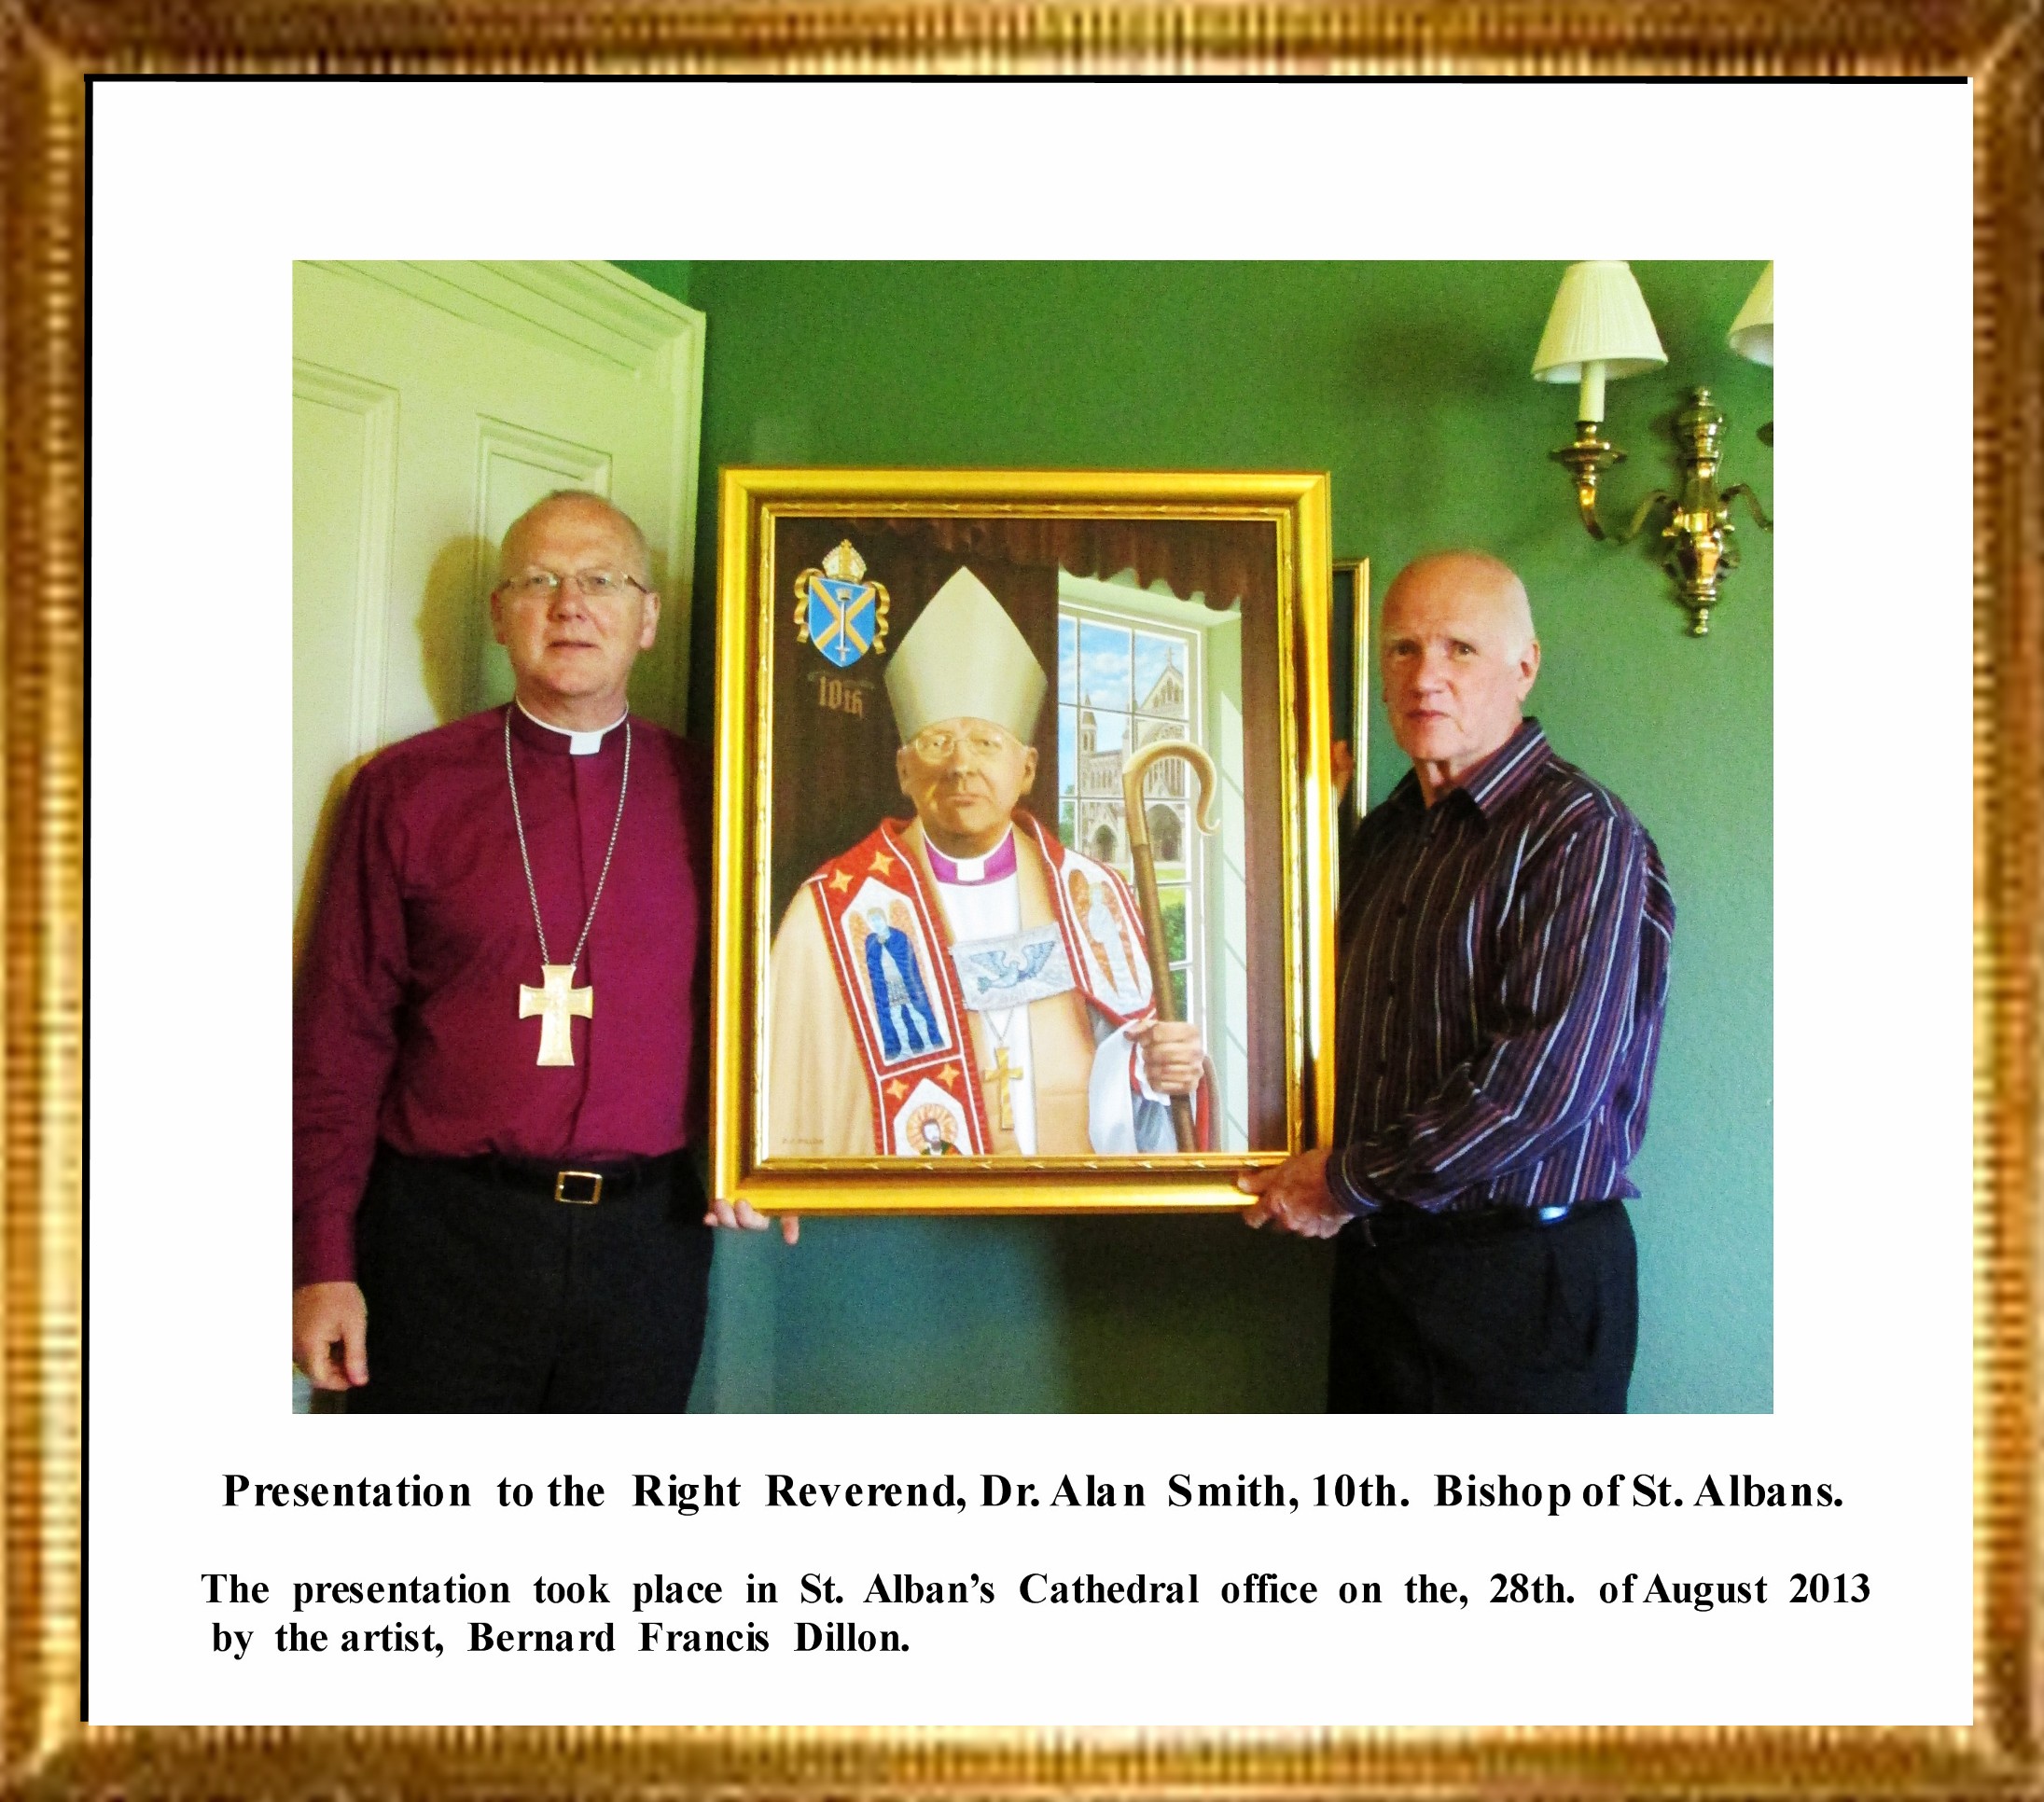 10th
Presentation to the Right Reverend, Dr. Alan Smith, 10th. Bishop of St. Albans.
The presentation took place in St. Alban’s Cathedral office on the, 28th. of August 2013
by the artist, Bernard Francis Dillon.